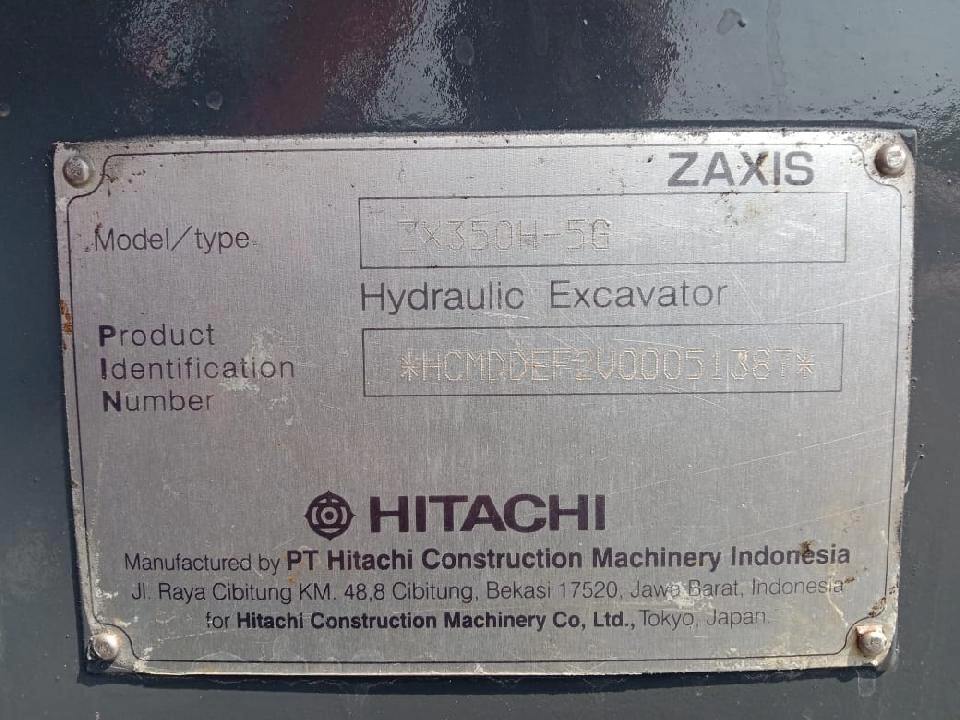 ZAXIS
Model/type ZX350H-5G
Hydraulic Excavator
Product
Identification *HCMDDEF2V00051387*
Number
HITACHI
Manufactured by PT Hitachi Construction Machinery Indonesia
Jl. Raya Cibitung KM. 48,8 Cibitung, Bekasi 17520, Jawa Barat, Indonesia
for Hitachi Construction Machinery Co, Ltd., Tokyo, Japan.